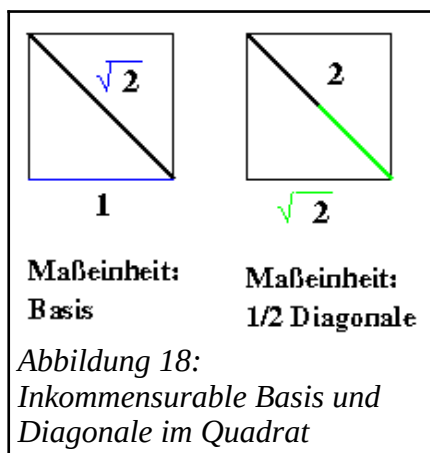 √2
1
Maßeinheit:
Basis
2
√2
Maßeinheit:
1/2 Diagonale
Abbildung 18:
Inkommensurable Basis und
Diagonale im Quadrat